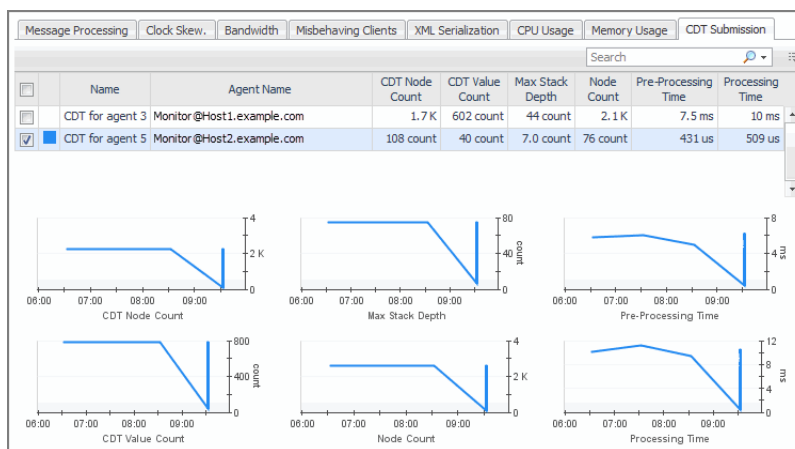 Message Processing Clock Skew. Bandwidth Misbehaving Clients XML Serialization CPU Usage Memory Usage CDT Submission
Search
Name Agent Name CDT Node Count CDT Value Count Max Stack Depth Node Count Pre-Processing Time Processing Time
CDT for agent 3 Monitor@Host1.example.com 1.7 K 602 count 44 count 2.1 K 7.5 ms 10 ms
CDT for agent 5 Monitor@Host2.example.com 108 count 40 count 7.0 count 76 count 431 us 509 us
4
2 K
0
06:00 07:00 08:00 09:00
CDT Node Count
80
40
0
count
06:00 07:00 08:00 09:00
Max Stack Depth
8
4
0
ms
06:00 07:00 08:00 09:00
Pre-Processing Time
800
400
0
count
06:00 07:00 08:00 09:00
CDT Value Count
4
2 K
0
06:00 07:00 08:00 09:00
Node Count
12
8
4
0
ms
06:00 07:00 08:00 09:00
Processing Time